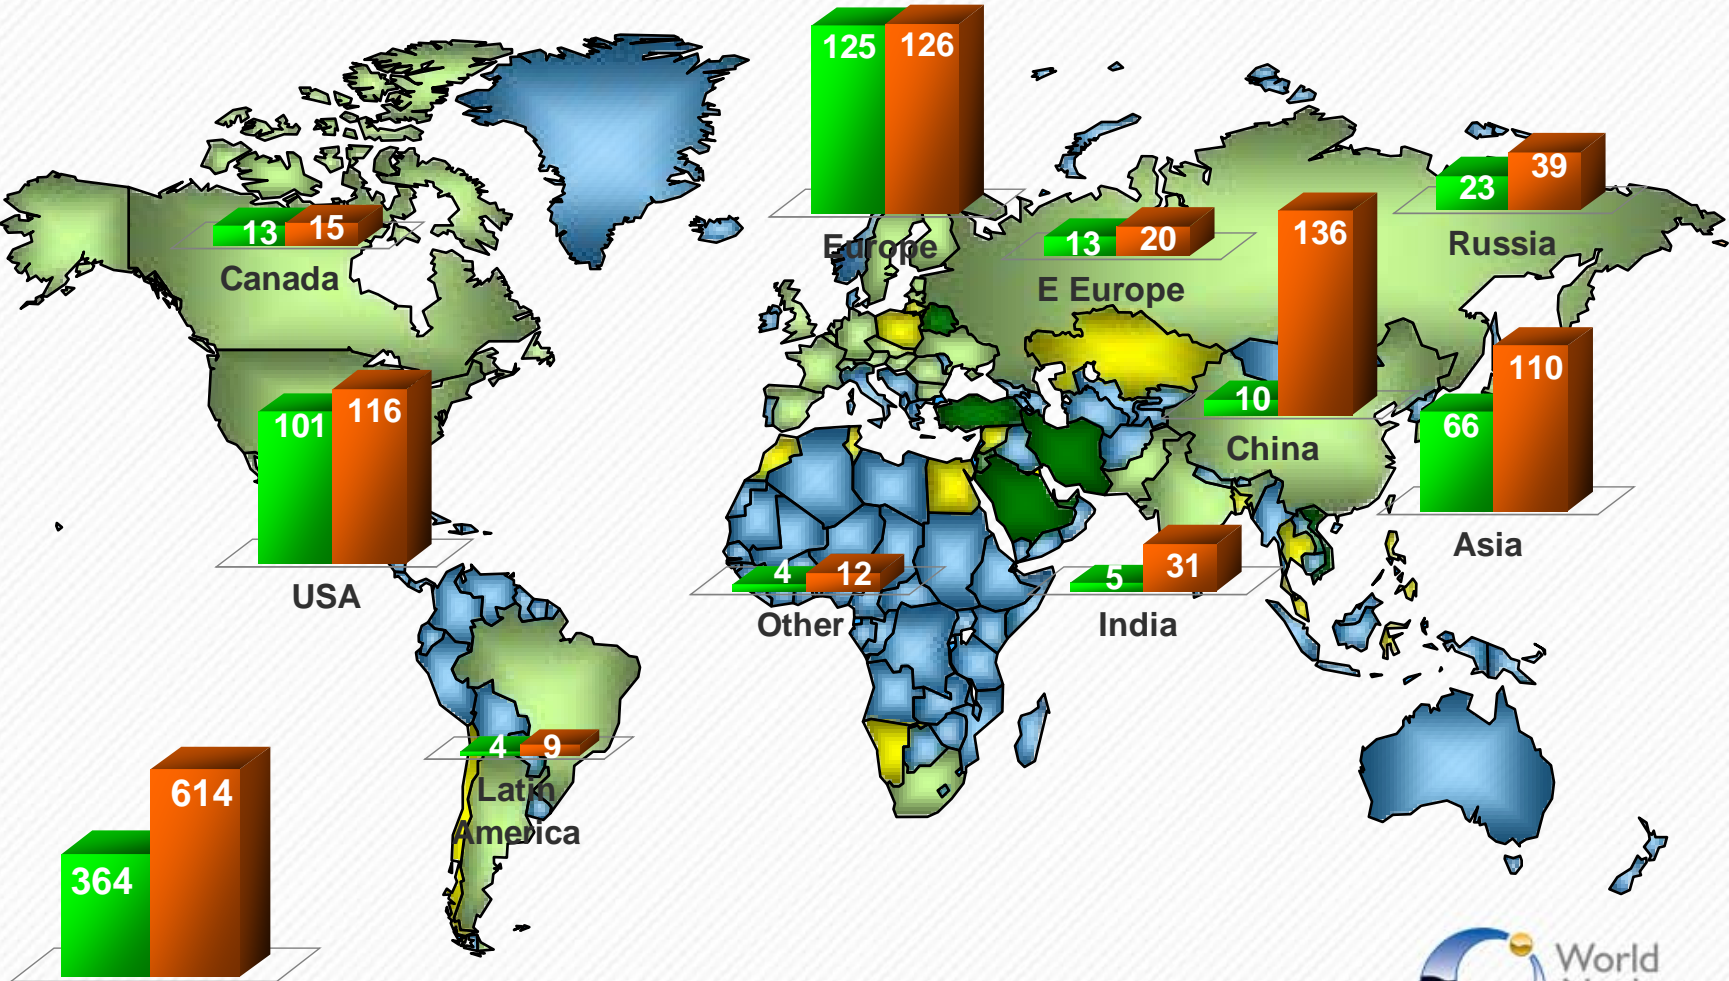 125 126
Europe
13 15
Canada
13 20
E Europe
23 39
Russia
10 136
China
66 110
Asia
101 116
USA
4 12
Other
5 31
India
4 9
Latin
America
364 614
World